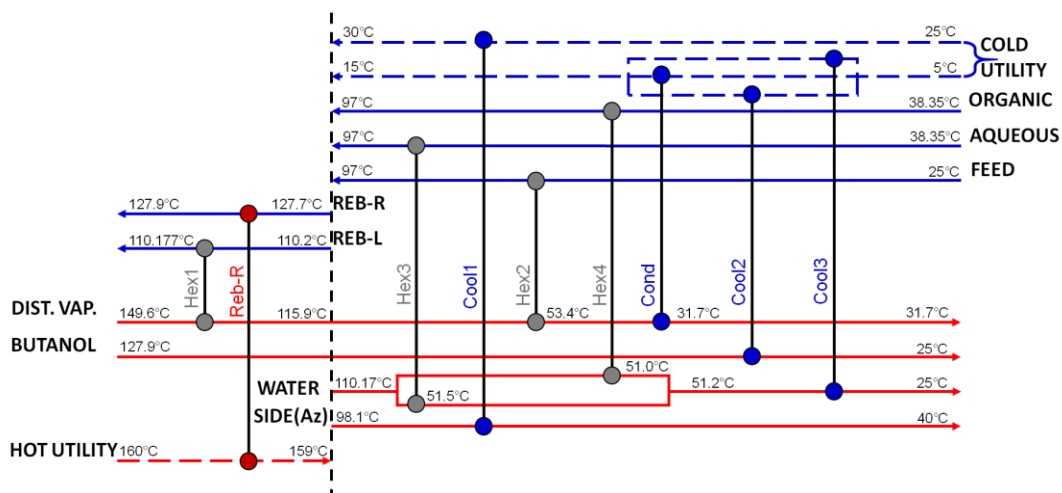 30°C 25°C COLD
15°C 5°C UTILITY
97°C 38.35°C ORGANIC
97°C 38.35°C AQUEOUS
97°C 25°C FEED
127.9°C 127.7°C REB-R
110.177°C 110.2°C REB-L
Hex1 Reb-R Hex3 Cool1 Hex2 Hex4 Cond Cool2 Cool3
DIST. VAP. 149.6°C 115.9°C 53.4°C 31.7°C 31.7°C
BUTANOL 127.9°C 25°C
WATER 110.17°C 51.5°C 51.0°C 51.2°C 25°C
SIDE(Az) 98.1°C 40°C
HOT UTILITY 160°C 159°C